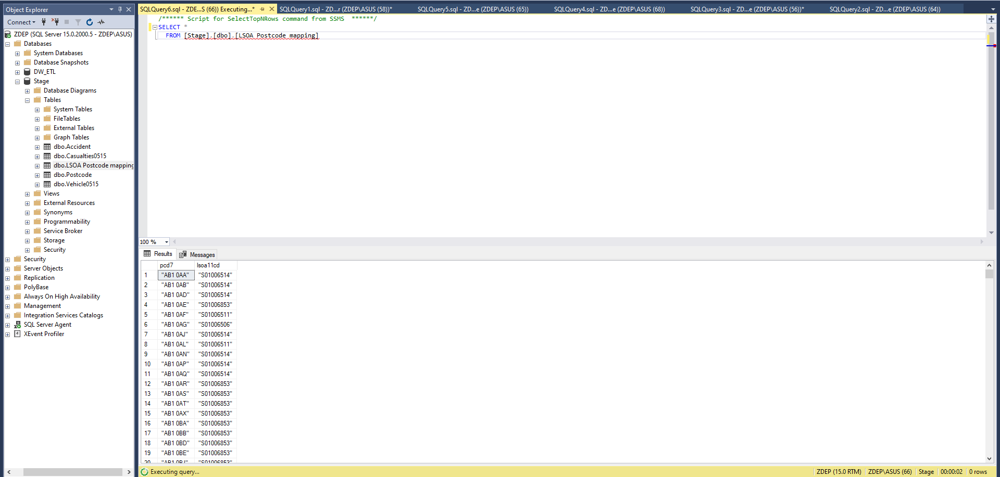 Object Explorer
Connect
ZDEP (SQL Server 15.0.2000.5 - ZDEP\ASUS)
Databases
System Databases
Database Snapshots
DW_ETL
Stage
Database Diagrams
Tables
System Tables
FileTables
External Tables
Graph Tables
dbo.Accident
dbo.Casualties0515
dbo.LSOA Postcode mapping
dbo.Postcode
dbo.Vehicle0515
Views
External Resources
Synonyms
Programmability
Service Broker
Storage
Security
Security
Server Objects
Replication
PolyBase
Always On High Availability
Management
Integration Services Catalogs
SQL Server Agent
XEvent Profiler
SQLQuery6.sql - ZDE...S (66)) Executing...*
SQLQuery1.sql - ZD...r (ZDEP\ASUS (58))*
SQLQuery5.sql - ZD...e (ZDEP\ASUS (65))
SQLQuery4.sql - ZD...e (ZDEP\ASUS (68))
SQLQuery3.sql - ZD...e (ZDEP\ASUS (56))*
SQLQuery2.sql - ZD...e (ZDEP\ASUS (64))
/****** Script for SelectTopNRows command from SSMS  ******/
SELECT *
FROM [Stage].[dbo].[LSOA Postcode mapping]
100 %
Results
Messages
pcd7 lsoa11cd
1 "AB1 0AA" "S01006514"
2 "AB1 0AB" "S01006514"
3 "AB1 0AD" "S01006514"
4 "AB1 0AE" "S01006853"
5 "AB1 0AF" "S01006511"
6 "AB1 0AG" "S01006506"
7 "AB1 0AJ" "S01006514"
8 "AB1 0AL" "S01006511"
9 "AB1 0AN" "S01006514"
10 "AB1 0AP" "S01006514"
11 "AB1 0AQ" "S01006514"
12 "AB1 0AR" "S01006853"
13 "AB1 0AS" "S01006853"
14 "AB1 0AT" "S01006853"
15 "AB1 0AX" "S01006853"
16 "AB1 0BA" "S01006853"
17 "AB1 0BB" "S01006853"
18 "AB1 0BD" "S01006853"
19 "AB1 0BE" "S01006853"
20 "AB1 0BJ" "S01006853"
Executing query...
ZDEP (15.0 RTM)
ZDEP\ASUS (66)
Stage
00:00:02
0 rows